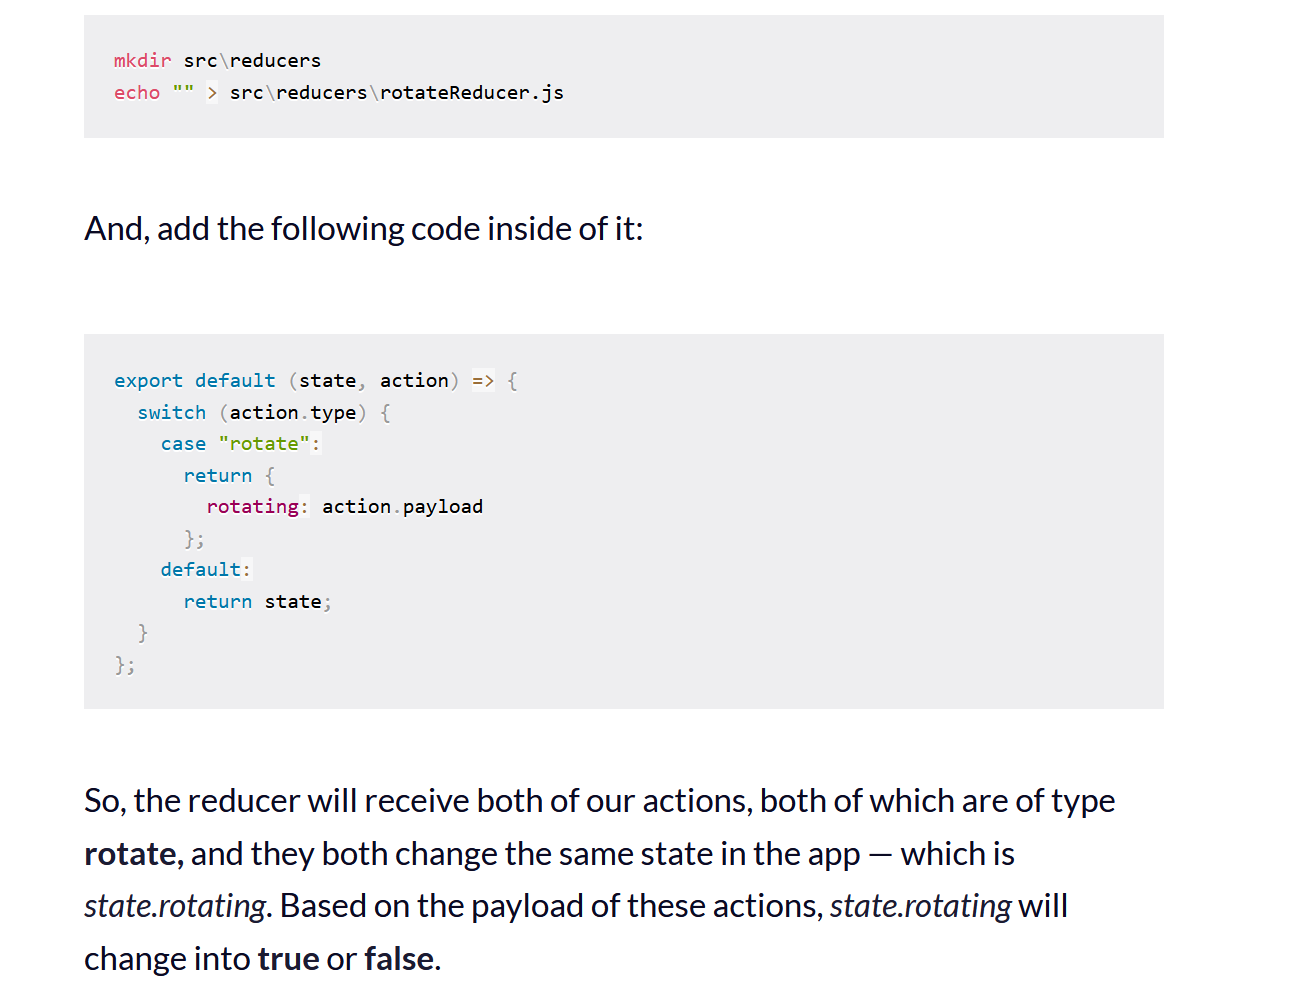 mkdir src\reducers
echo "" > src\reducers\rotateReducer.js
And, add the following code inside of it:
export default (state, action) => {
  switch (action.type) {
    case "rotate":
      return {
        rotating: action.payload
      };
    default:
      return state;
  }
};
So, the reducer will receive both of our actions, both of which are of type
rotate, and they both change the same state in the app — which is
state.rotating. Based on the payload of these actions, state.rotating will
change into true or false.